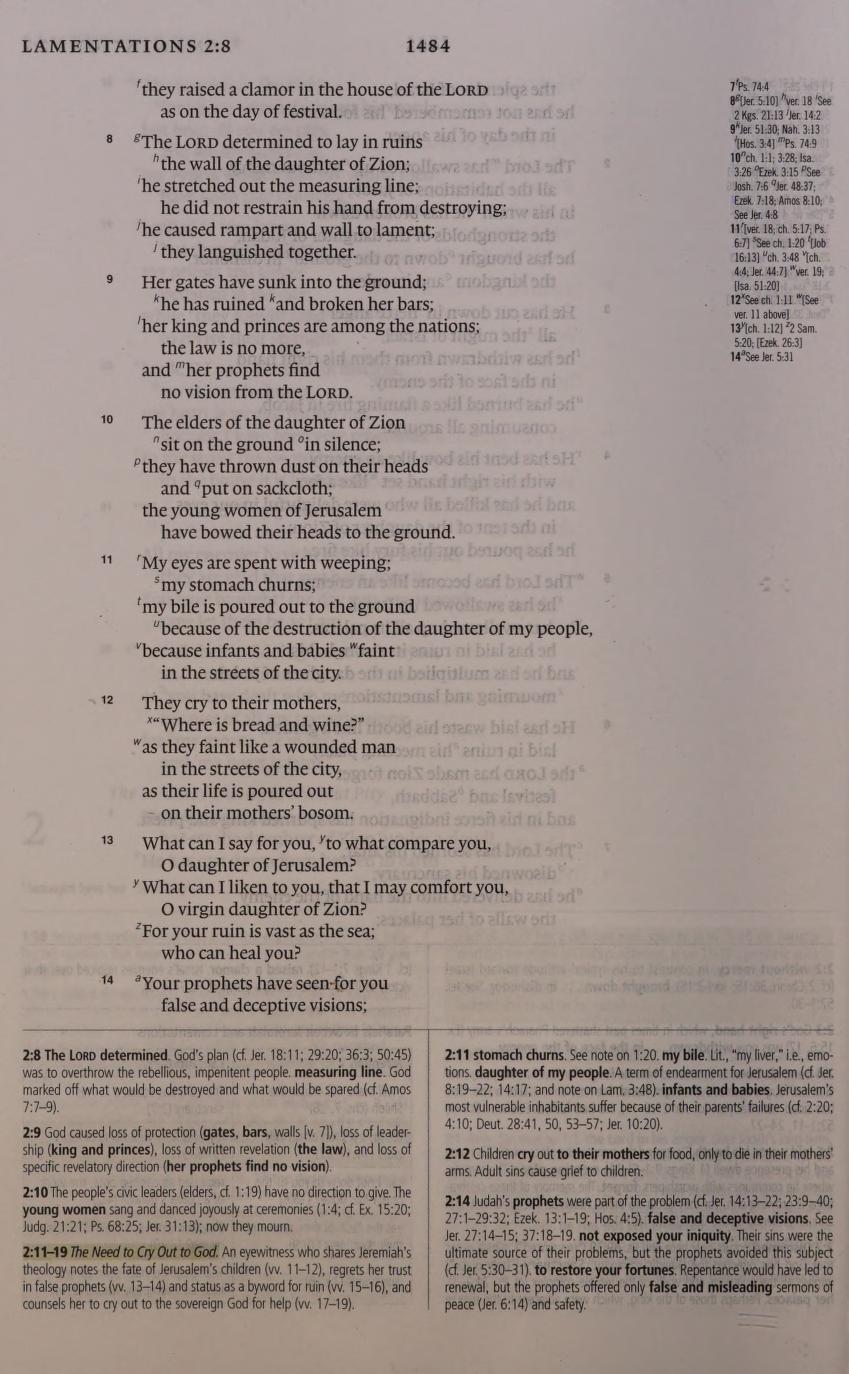 LAMENTATIONS 2:8
1484
f they raised a clamor in the house of the LORD
as on the day of festival.
8 g The LORD determined to lay in ruins
h the wall of the daughter of Zion;
i he stretched out the measuring line;
he did not restrain his hand from destroying;
j he caused rampart and wall to lament;
j they languished together.
9 Her gates have sunk into the ground;
k he has ruined k and broken her bars;
l her king and princes are among the nations;
the law is no more,
and m her prophets find
no vision from the LORD.
10 The elders of the daughter of Zion
n sit on the ground o in silence;
p they have thrown dust on their heads
and q put on sackcloth;
the young women of Jerusalem
have bowed their heads to the ground.
11 r My eyes are spent with weeping;
s my stomach churns;
t my bile is poured out to the ground
u because of the destruction of the daughter of my people,
v because infants and babies w faint
in the streets of the city.
12 They cry to their mothers,
x “Where is bread and wine?”
w as they faint like a wounded man
in the streets of the city,
as their life is poured out
on their mothers’ bosom.
13 What can I say for you, y to what compare you,
O daughter of Jerusalem?
y What can I liken to you, that I may comfort you,
O virgin daughter of Zion?
z For your ruin is vast as the sea;
who can heal you?
14 a Your prophets have seen for you
false and deceptive visions;
7 f Ps. 74:4
8 g [Jer. 5:10] h ver. 18 i See
2 Kgs. 21:13 j Jer. 14:2
9 k Jer. 51:30; Nah. 3:13
l [Hos. 3:4] m Ps. 74:9
10 n ch. 1:1; 3:28; Isa.
3:26 o Ezek. 3:15 p See
Josh. 7:6 q Jer. 48:37;
Ezek. 7:18; Amos 8:10;
See Jer. 4:8
11 r [ver. 18; ch. 5:17; Ps.
6:7] s See ch. 1:20 t [Job
16:13] u ch. 3:48 v [ch.
4:4; Jer. 44:7] w ver. 19;
[Isa. 51:20]
12 x See ch. 1:11 w [See
ver. 11 above]
13 y [ch. 1:12] z 2 Sam.
5:20; [Ezek. 26:3]
14 a See Jer. 5:31
2:8 The LORD determined. God’s plan (cf. Jer. 18:11; 29:20; 36:3; 50:45)
was to overthrow the rebellious, impenitent people. measuring line. God
marked off what would be destroyed and what would be spared (cf. Amos
7:7–9).
2:9 God caused loss of protection (gates, bars, walls [v. 7]), loss of leader-
ship (king and princes), loss of written revelation (the law), and loss of
specific revelatory direction (her prophets find no vision).
2:10 The people’s civic leaders (elders, cf. 1:19) have no direction to give. The
young women sang and danced joyously at ceremonies (1:4; cf. Ex. 15:20;
Judg. 21:21; Ps. 68:25; Jer. 31:13); now they mourn.
2:11–19 The Need to Cry Out to God. An eyewitness who shares Jeremiah’s
theology notes the fate of Jerusalem’s children (vv. 11–12), regrets her trust
in false prophets (vv. 13–14) and status as a byword for ruin (vv. 15–16), and
counsels her to cry out to the sovereign God for help (vv. 17–19).
2:11 stomach churns. See note on 1:20. my bile. Lit., “my liver,” i.e., emo-
tions. daughter of my people. A term of endearment for Jerusalem (cf. Jer.
8:19–22; 14:17; and note on Lam. 3:48). infants and babies. Jerusalem’s
most vulnerable inhabitants suffer because of their parents’ failures (cf. 2:20;
4:10; Deut. 28:41, 50, 53–57; Jer. 10:20).
2:12 Children cry out to their mothers for food, only to die in their mothers’
arms. Adult sins cause grief to children.
2:14 Judah’s prophets were part of the problem (cf. Jer. 14:13–22; 23:9–40;
27:1–29:32; Ezek. 13:1–19; Hos. 4:5). false and deceptive visions. See
Jer. 27:14–15; 37:18–19. not exposed your iniquity. Their sins were the
ultimate source of their problems, but the prophets avoided this subject
(cf. Jer. 5:30–31). to restore your fortunes. Repentance would have led to
renewal, but the prophets offered only false and misleading sermons of
peace (Jer. 6:14) and safety.